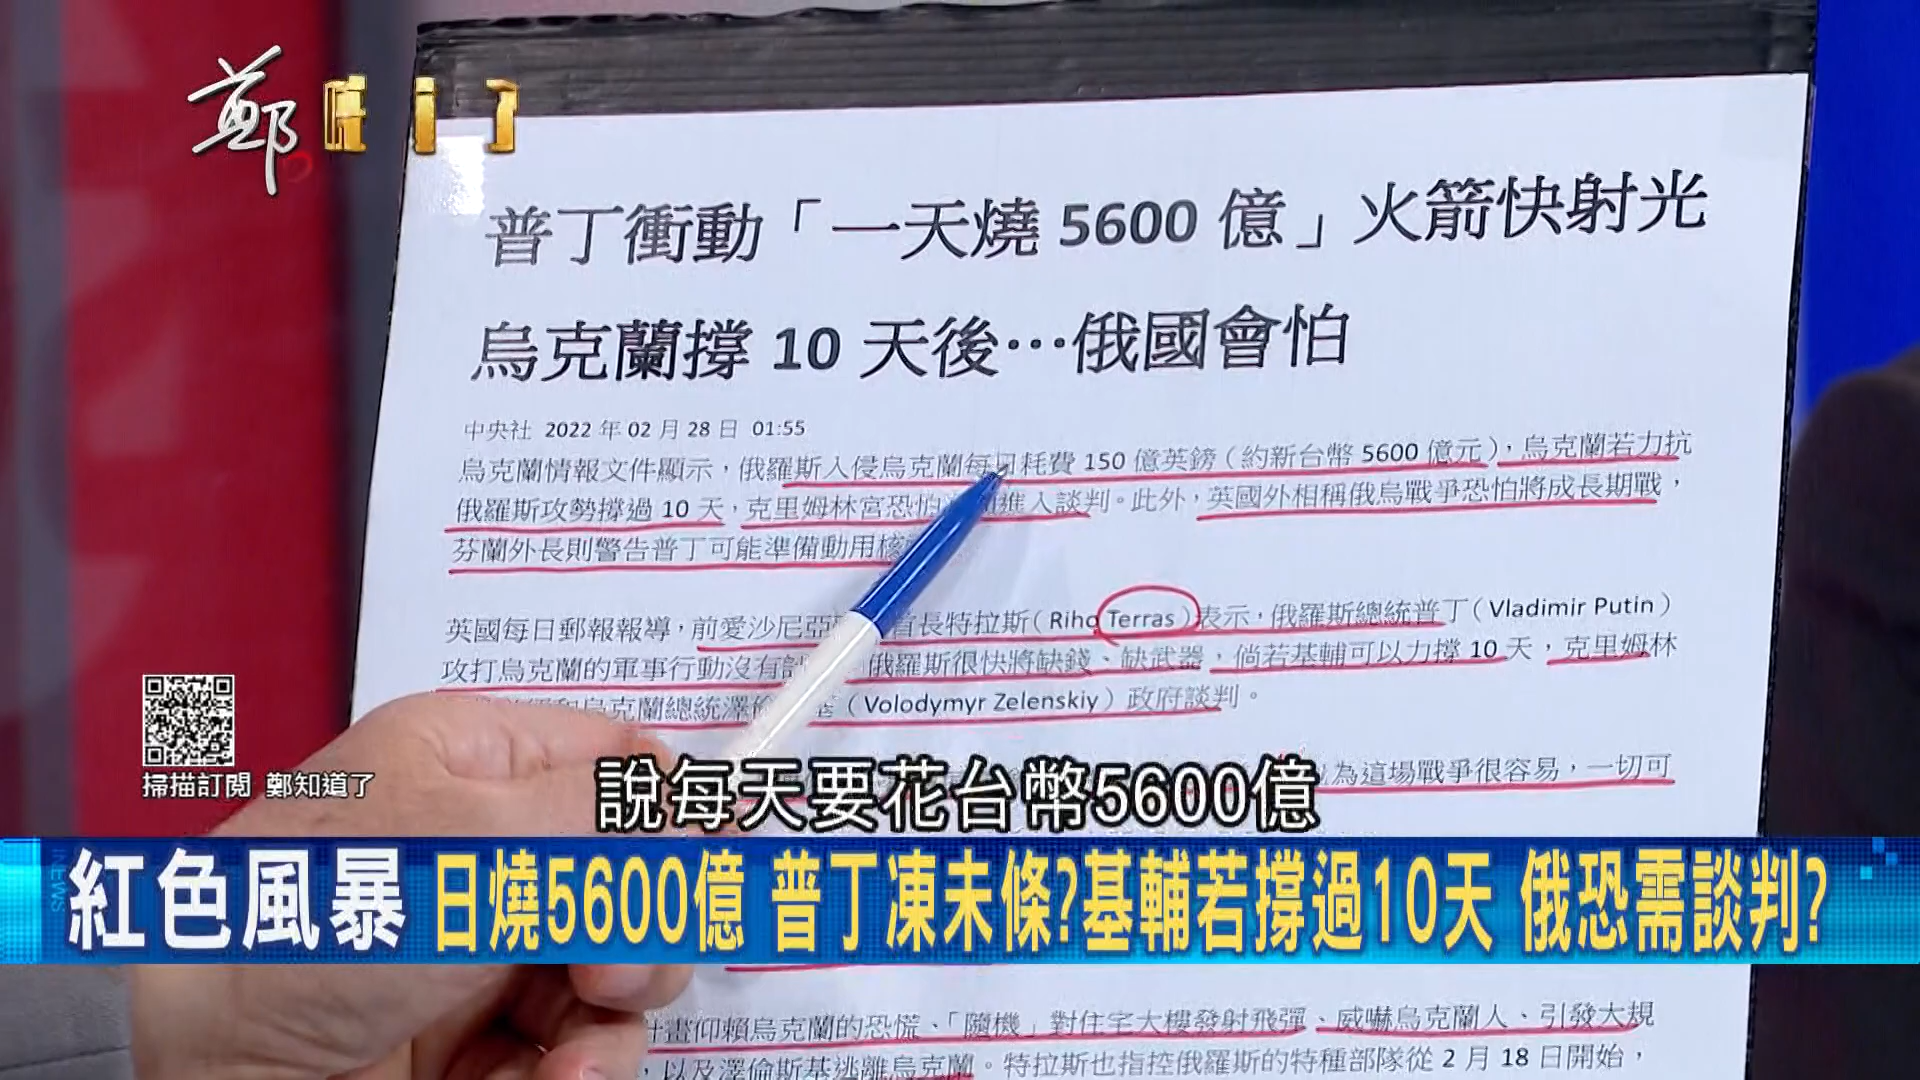 鄭
普丁衝動「一天燒 5600 億」火箭快射光
烏克蘭撐 10 天後…俄國會怕
中央社 2022 年 02 月 28 日 01:55
烏克蘭情報文件顯示，俄羅斯入侵烏克蘭每日耗費 150 億英鎊（約新台幣 5600 億元），烏克蘭若力抗
俄羅斯攻勢撐過 10 天，克里姆林宮恐怕 進入談判。此外，英國外相稱俄烏戰爭恐怕將成長期戰，
芬蘭外長則警告普丁可能準備動用核
英國每日郵報報導，前愛沙尼亞 首長特拉斯（Riho Terras）表示，俄羅斯總統普丁（Vladimir Putin）
攻打烏克蘭的軍事行動沒有 俄羅斯很快將缺錢、缺武器，倘若基輔可以力撐 10 天，克里姆林
烏克蘭總統澤倫 基（Volodymyr Zelenskiy）政府談判。
為這場戰爭很容易，一切可
掃描訂閱 鄭知道了
說每天要花台幣5600億
iNEWS
紅色風暴 日燒5600億 普丁凍未條?基輔若撐過10天 俄恐需談判?
計畫仰賴烏克蘭的恐慌、「隨機」對住宅大樓發射飛彈、威嚇烏克蘭人、引發大規
，以及澤倫斯基逃離烏克蘭。特拉斯也指控俄羅斯的特種部隊從 2 月 18 日開始，